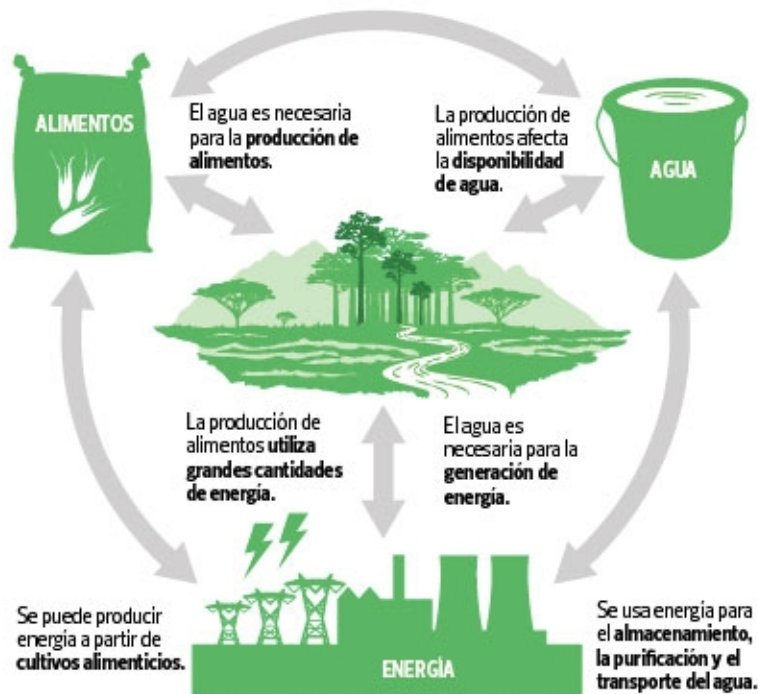 ALIMENTOS
El agua es necesaria
para la producción de
alimentos.
La producción de
alimentos afecta
la disponibilidad
de agua.
AGUA
La producción de
alimentos utiliza
grandes cantidades
de energía.
El agua es
necesaria para la
generación de
energía.
Se puede producir
energía a partir de
cultivos alimenticios.
ENERGÍA
Se usa energía para
el almacenamiento,
la purificación y el
transporte del agua.